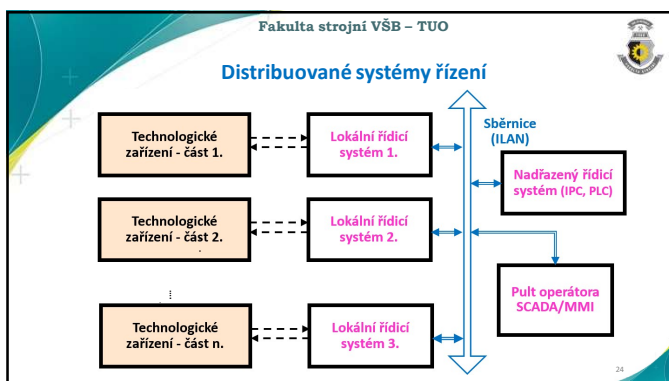 Fakulta strojní VŠB – TUO
Distribuované systémy řízení
Technologické
zařízení - část 1.
Lokální řídicí
systém 1.
Sběrnice
(ILAN)
Nadřazený řídicí
systém (IPC, PLC)
Technologické
zařízení - část 2.
Lokální řídicí
systém 2.
Pult operátora
SCADA/MMI
Technologické
zařízení - část n.
Lokální řídicí
systém 3.
24